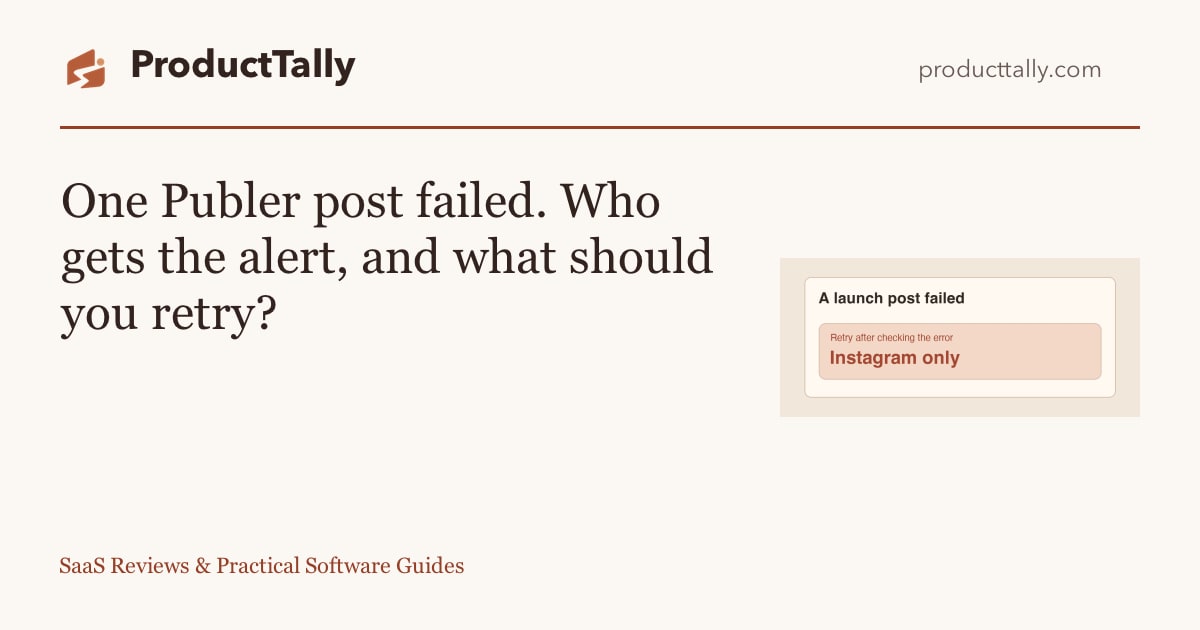 ProductTally
producttally.com
One Publer post failed. Who
gets the alert, and what should
you retry?
A launch post failed
Retry after checking the error
Instagram only
SaaS Reviews & Practical Software Guides